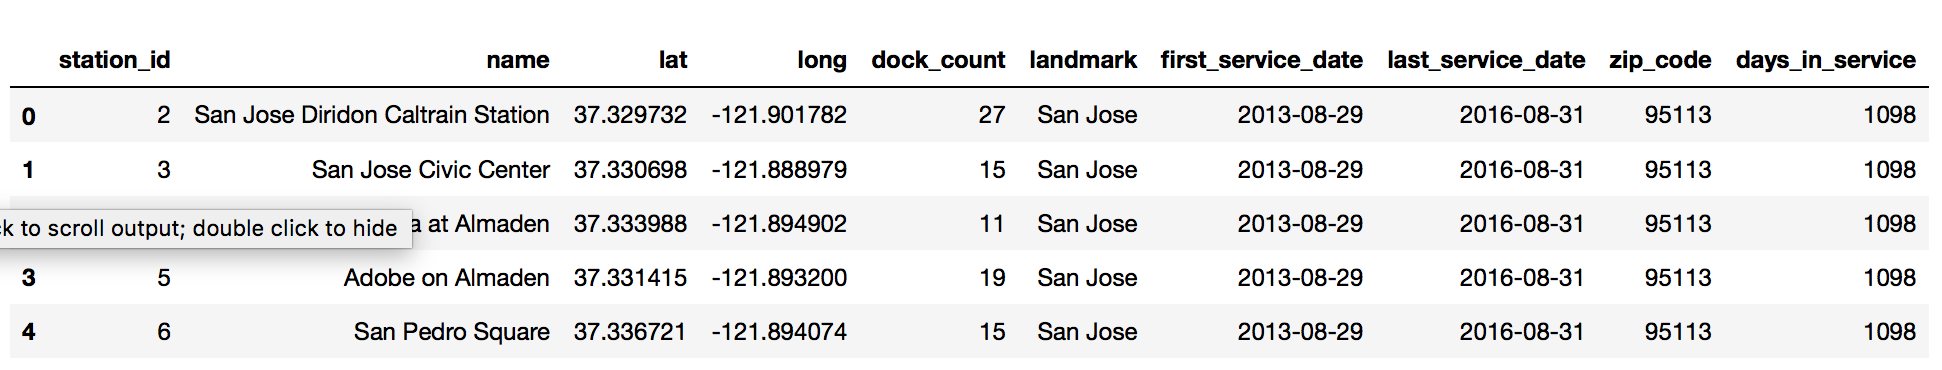 station_id name lat long dock_count landmark first_service_date last_service_date zip_code days_in_service
0 2 San Jose Diridon Caltrain Station 37.329732 -121.901782 27 San Jose 2013-08-29 2016-08-31 95113 1098
1 3 San Jose Civic Center 37.330698 -121.888979 15 San Jose 2013-08-29 2016-08-31 95113 1098
a at Almaden 37.333988 -121.894902 11 San Jose 2013-08-29 2016-08-31 95113 1098
to scroll output; double click to hide
3 5 Adobe on Almaden 37.331415 -121.893200 19 San Jose 2013-08-29 2016-08-31 95113 1098
4 6 San Pedro Square 37.336721 -121.894074 15 San Jose 2013-08-29 2016-08-31 95113 1098